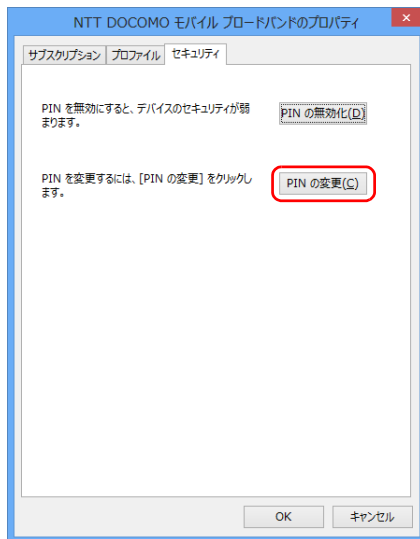 NTT DOCOMO モバイル ブロードバンドのプロパティ
サブスクリプション プロファイル セキュリティ
PIN を無効にすると、デバイスのセキュリティが弱
まります。
PIN の無効化(D)
PIN を変更するには、[PIN の変更] をクリックし
ます。
PIN の変更(C)
OK キャンセル